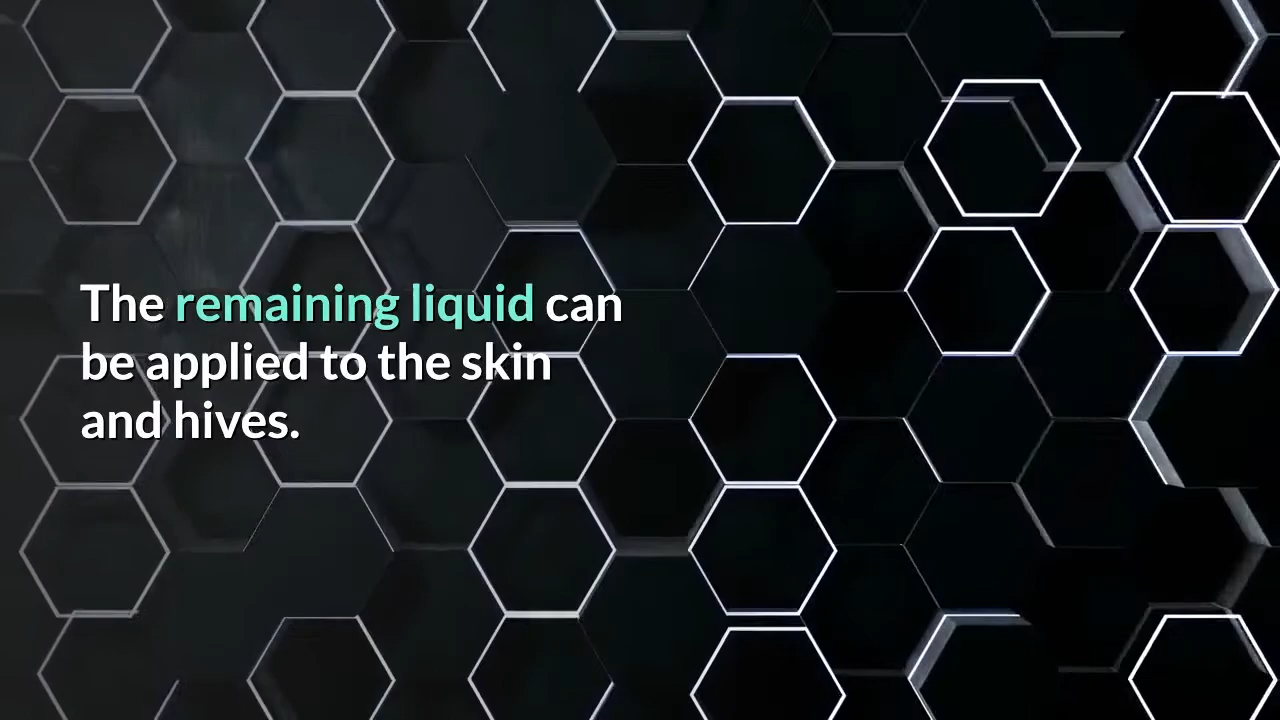 The remaining liquid can
be applied to the skin
and hives.